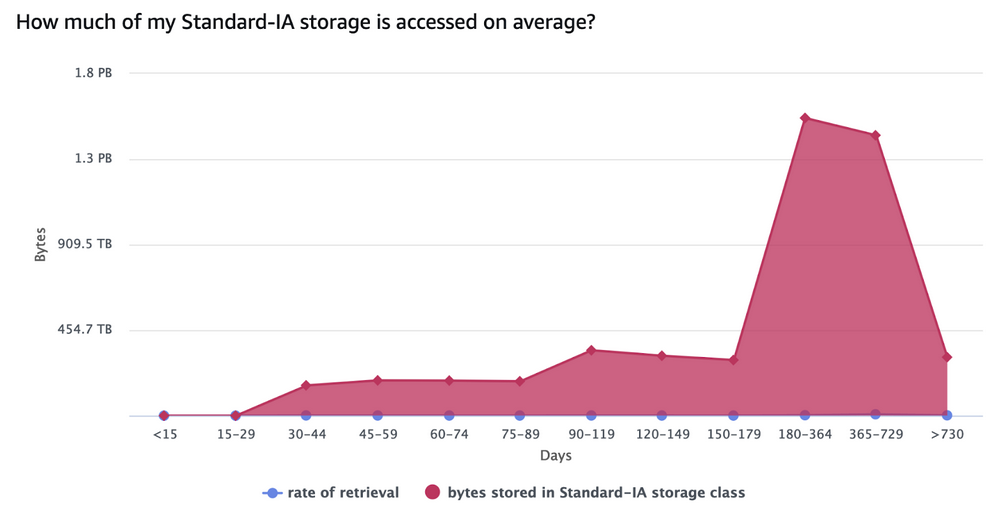 How much of my Standard-IA storage is accessed on average?
1.8 PB
1.3 PB
909.5 TB
454.7 TB
Bytes
<15 15-29 30-44 45-59 60-74 75-89 90-119 120-149 150-179 180-364 365-729 >730
Days
rate of retrieval bytes stored in Standard-IA storage class